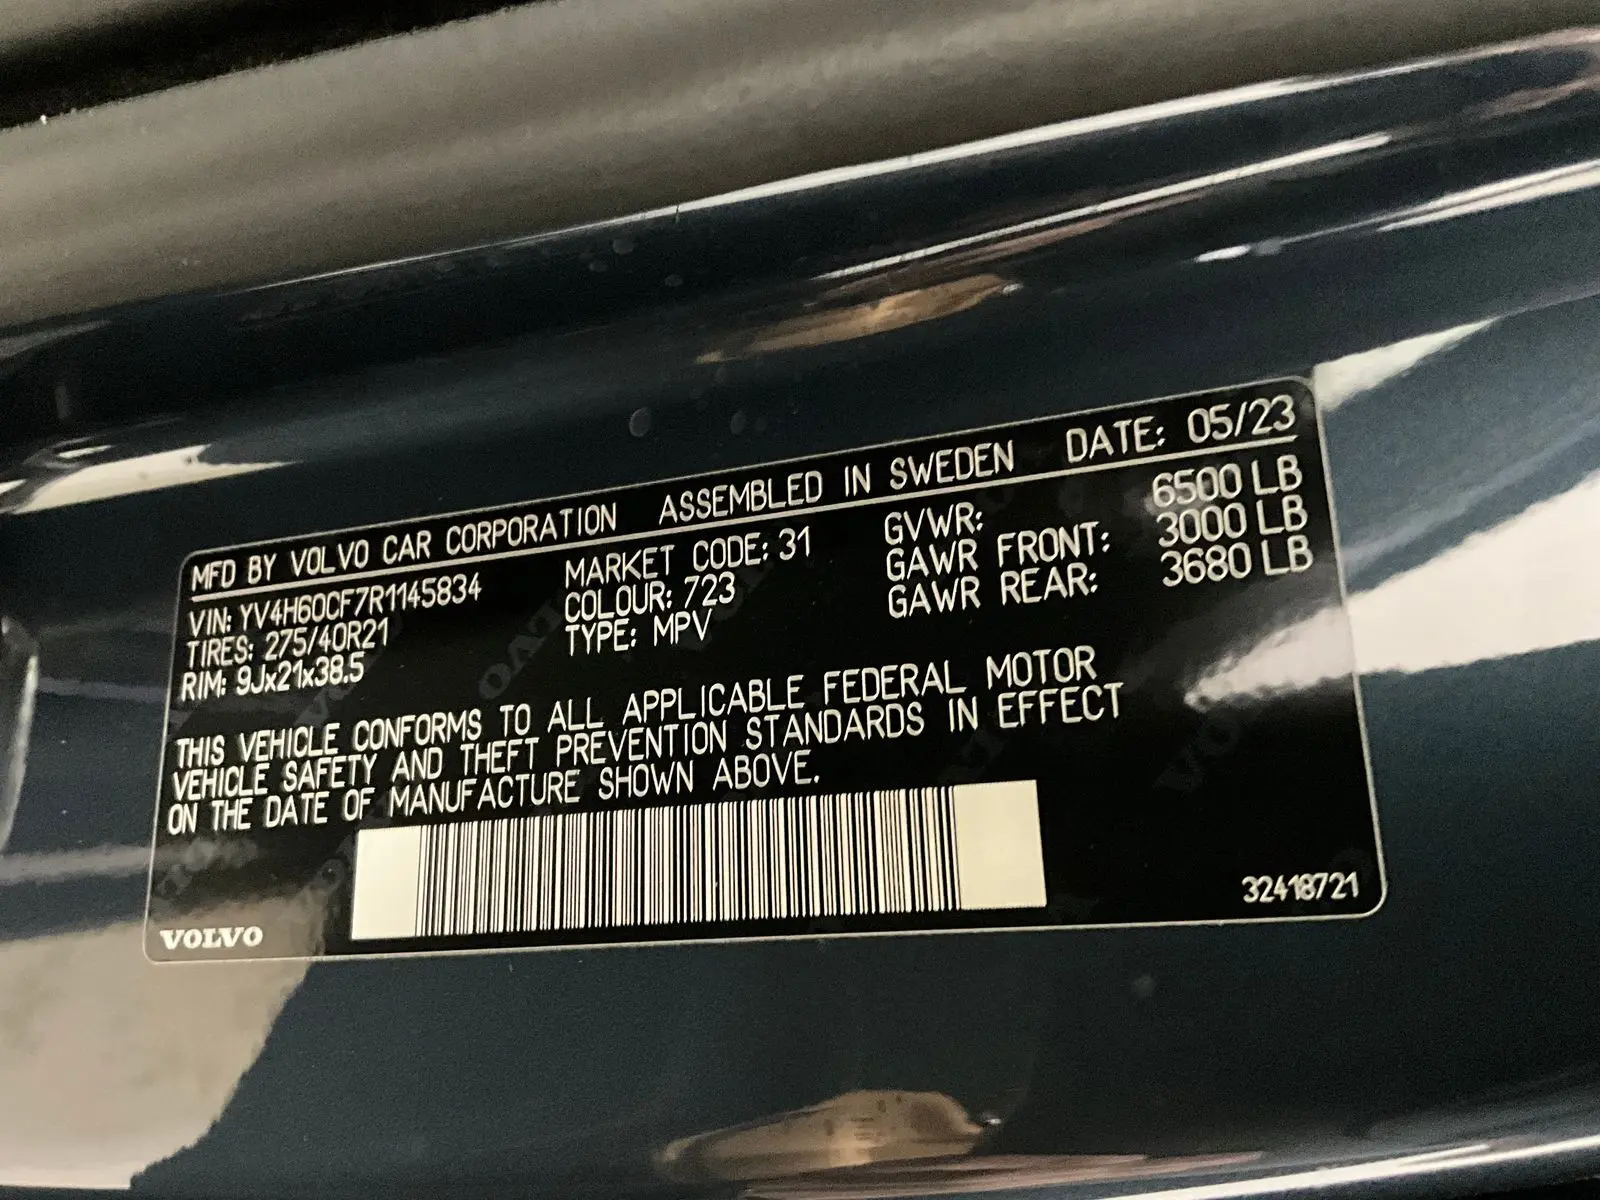 MFD BY VOLVO CAR CORPORATION ASSEMBLED IN SWEDEN DATE: 05/23
VIN: YV4H60CF7R1145834 MARKET CODE: 31 GVWR: 6500 LB
TIRES: 275/40R21 COLOUR: 723 GAWR FRONT: 3000 LB
RIM: 9Jx21x38.5 TYPE: MPV GAWR REAR: 3680 LB
THIS VEHICLE CONFORMS TO ALL APPLICABLE FEDERAL MOTOR
VEHICLE SAFETY AND THEFT PREVENTION STANDARDS IN EFFECT
ON THE DATE OF MANUFACTURE SHOWN ABOVE.
VOLVO 32418721